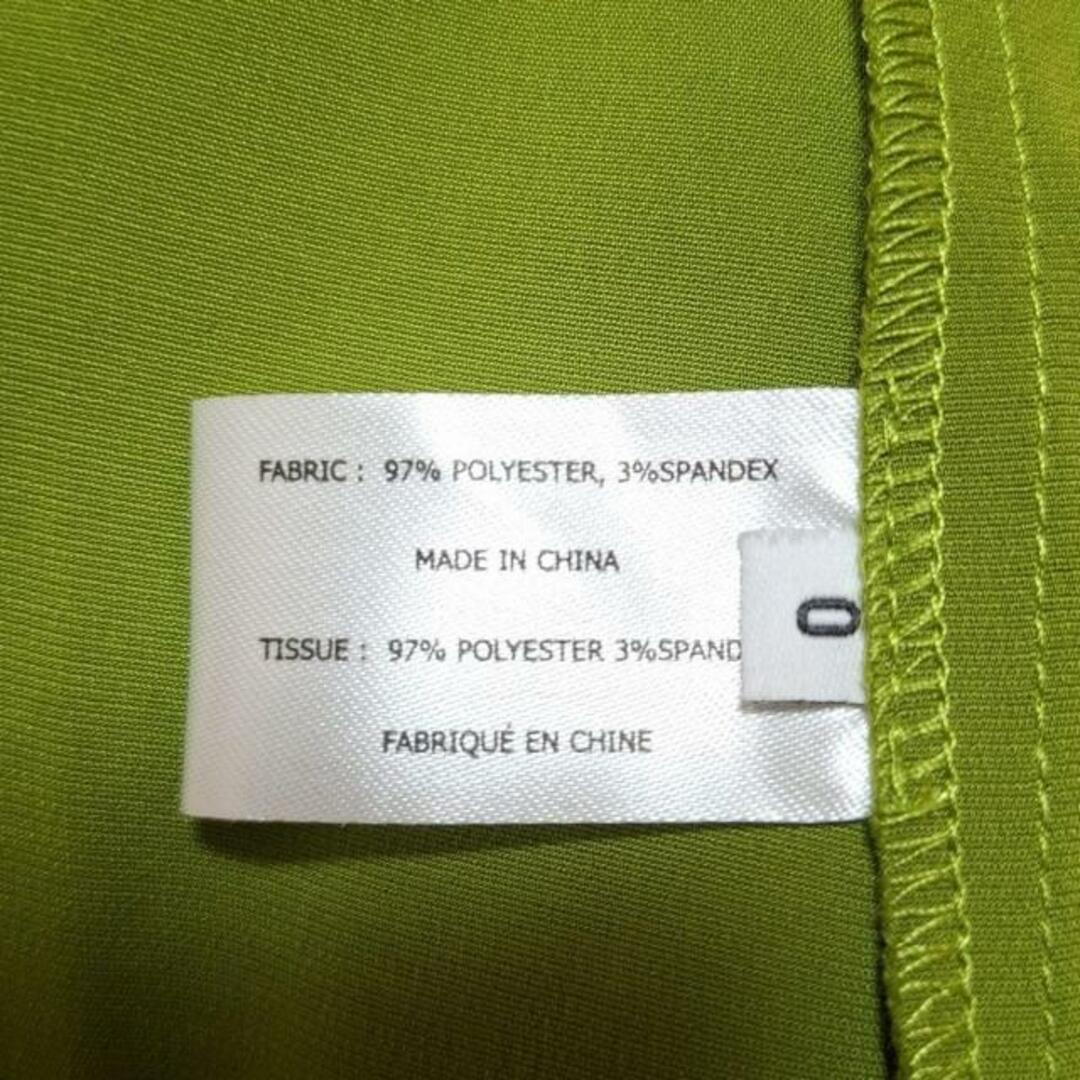 FABRIC : 97% POLYESTER, 3%SPANDEX
MADE IN CHINA
TISSUE : 97% POLYESTER 3%SPAND
FABRIQUÉ EN CHINE
0